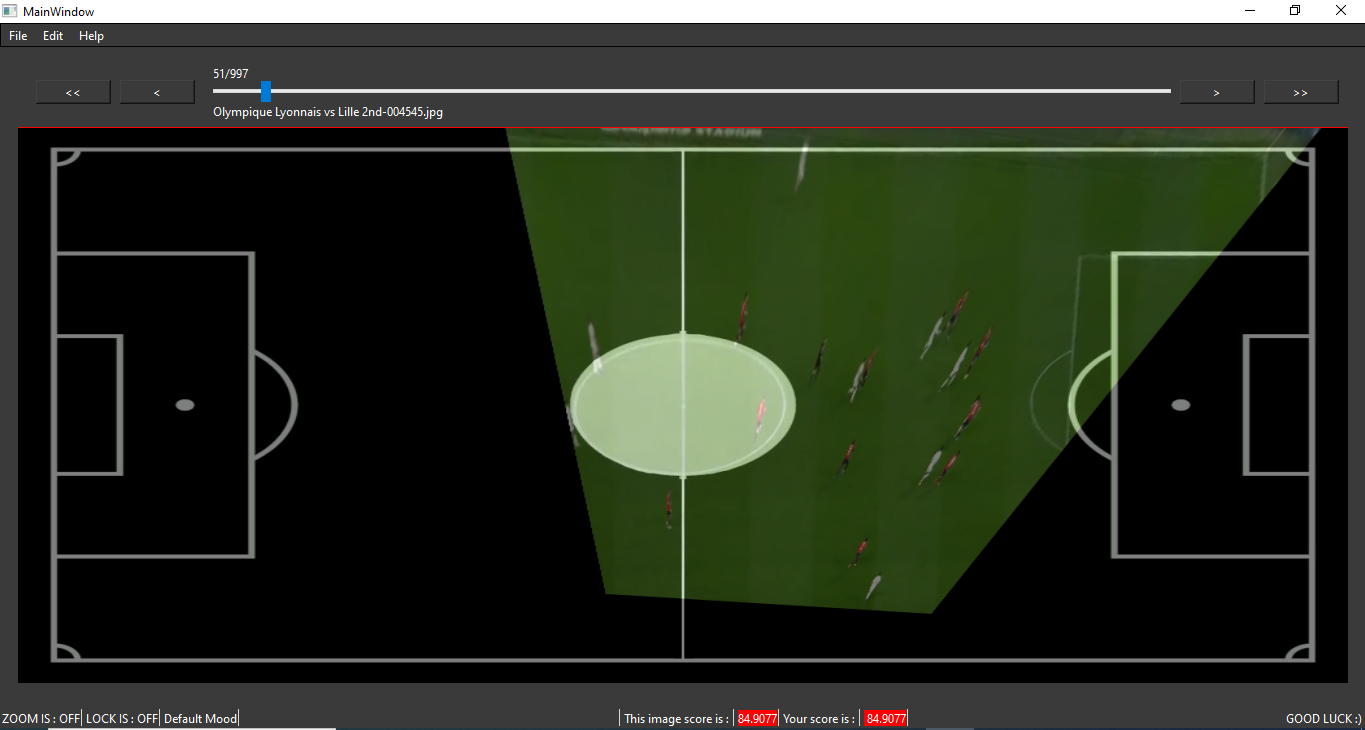 MainWindow
File Edit Help
51/997
<< < > >>
Olympique Lyonnais vs Lille 2nd-004545.jpg
ZOOM IS : OFF| LOCK IS : OFF| Default Mood| | This image score is : | 84.9077| Your score is : | 84.9077| GOOD LUCK :)